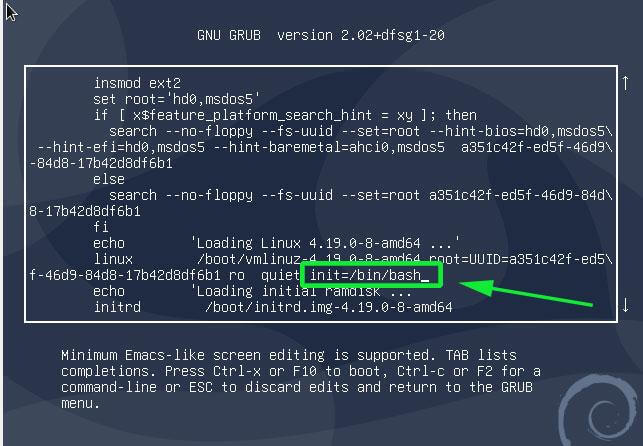 GNU GRUB version 2.02+dfsg1-20
insmod ext2
set root='hd0,msdos5'
if [ x$feature_platform_search_hint = xy ]; then
search --no-floppy --fs-uuid --set=root --hint-bios=hd0,msdos5\
--hint-efi=hd0,msdos5 --hint-baremetal=ahci0,msdos5 a351c42f-ed5f-46d9\
-84d8-17b42d8df6b1
else
search --no-floppy --fs-uuid --set=root a351c42f-ed5f-46d9-84d\
8-17b42d8df6b1
fi
echo 'Loading Linux 4.19.0-8-amd64 ...'
linux /boot/vmlinuz-4.19.0-8-amd64 root=UUID=a351c42f-ed5\
f-46d9-84d8-17b42d8df6b1 ro quiet init=/bin/bash_
echo 'Loading initial ramdisk ...
initrd /boot/initrd.img-4.19.0-8-amd64
Minimum Emacs-like screen editing is supported. TAB lists
completions. Press Ctrl-x or F10 to boot, Ctrl-c or F2 for a
command-line or ESC to discard edits and return to the GRUB
menu.